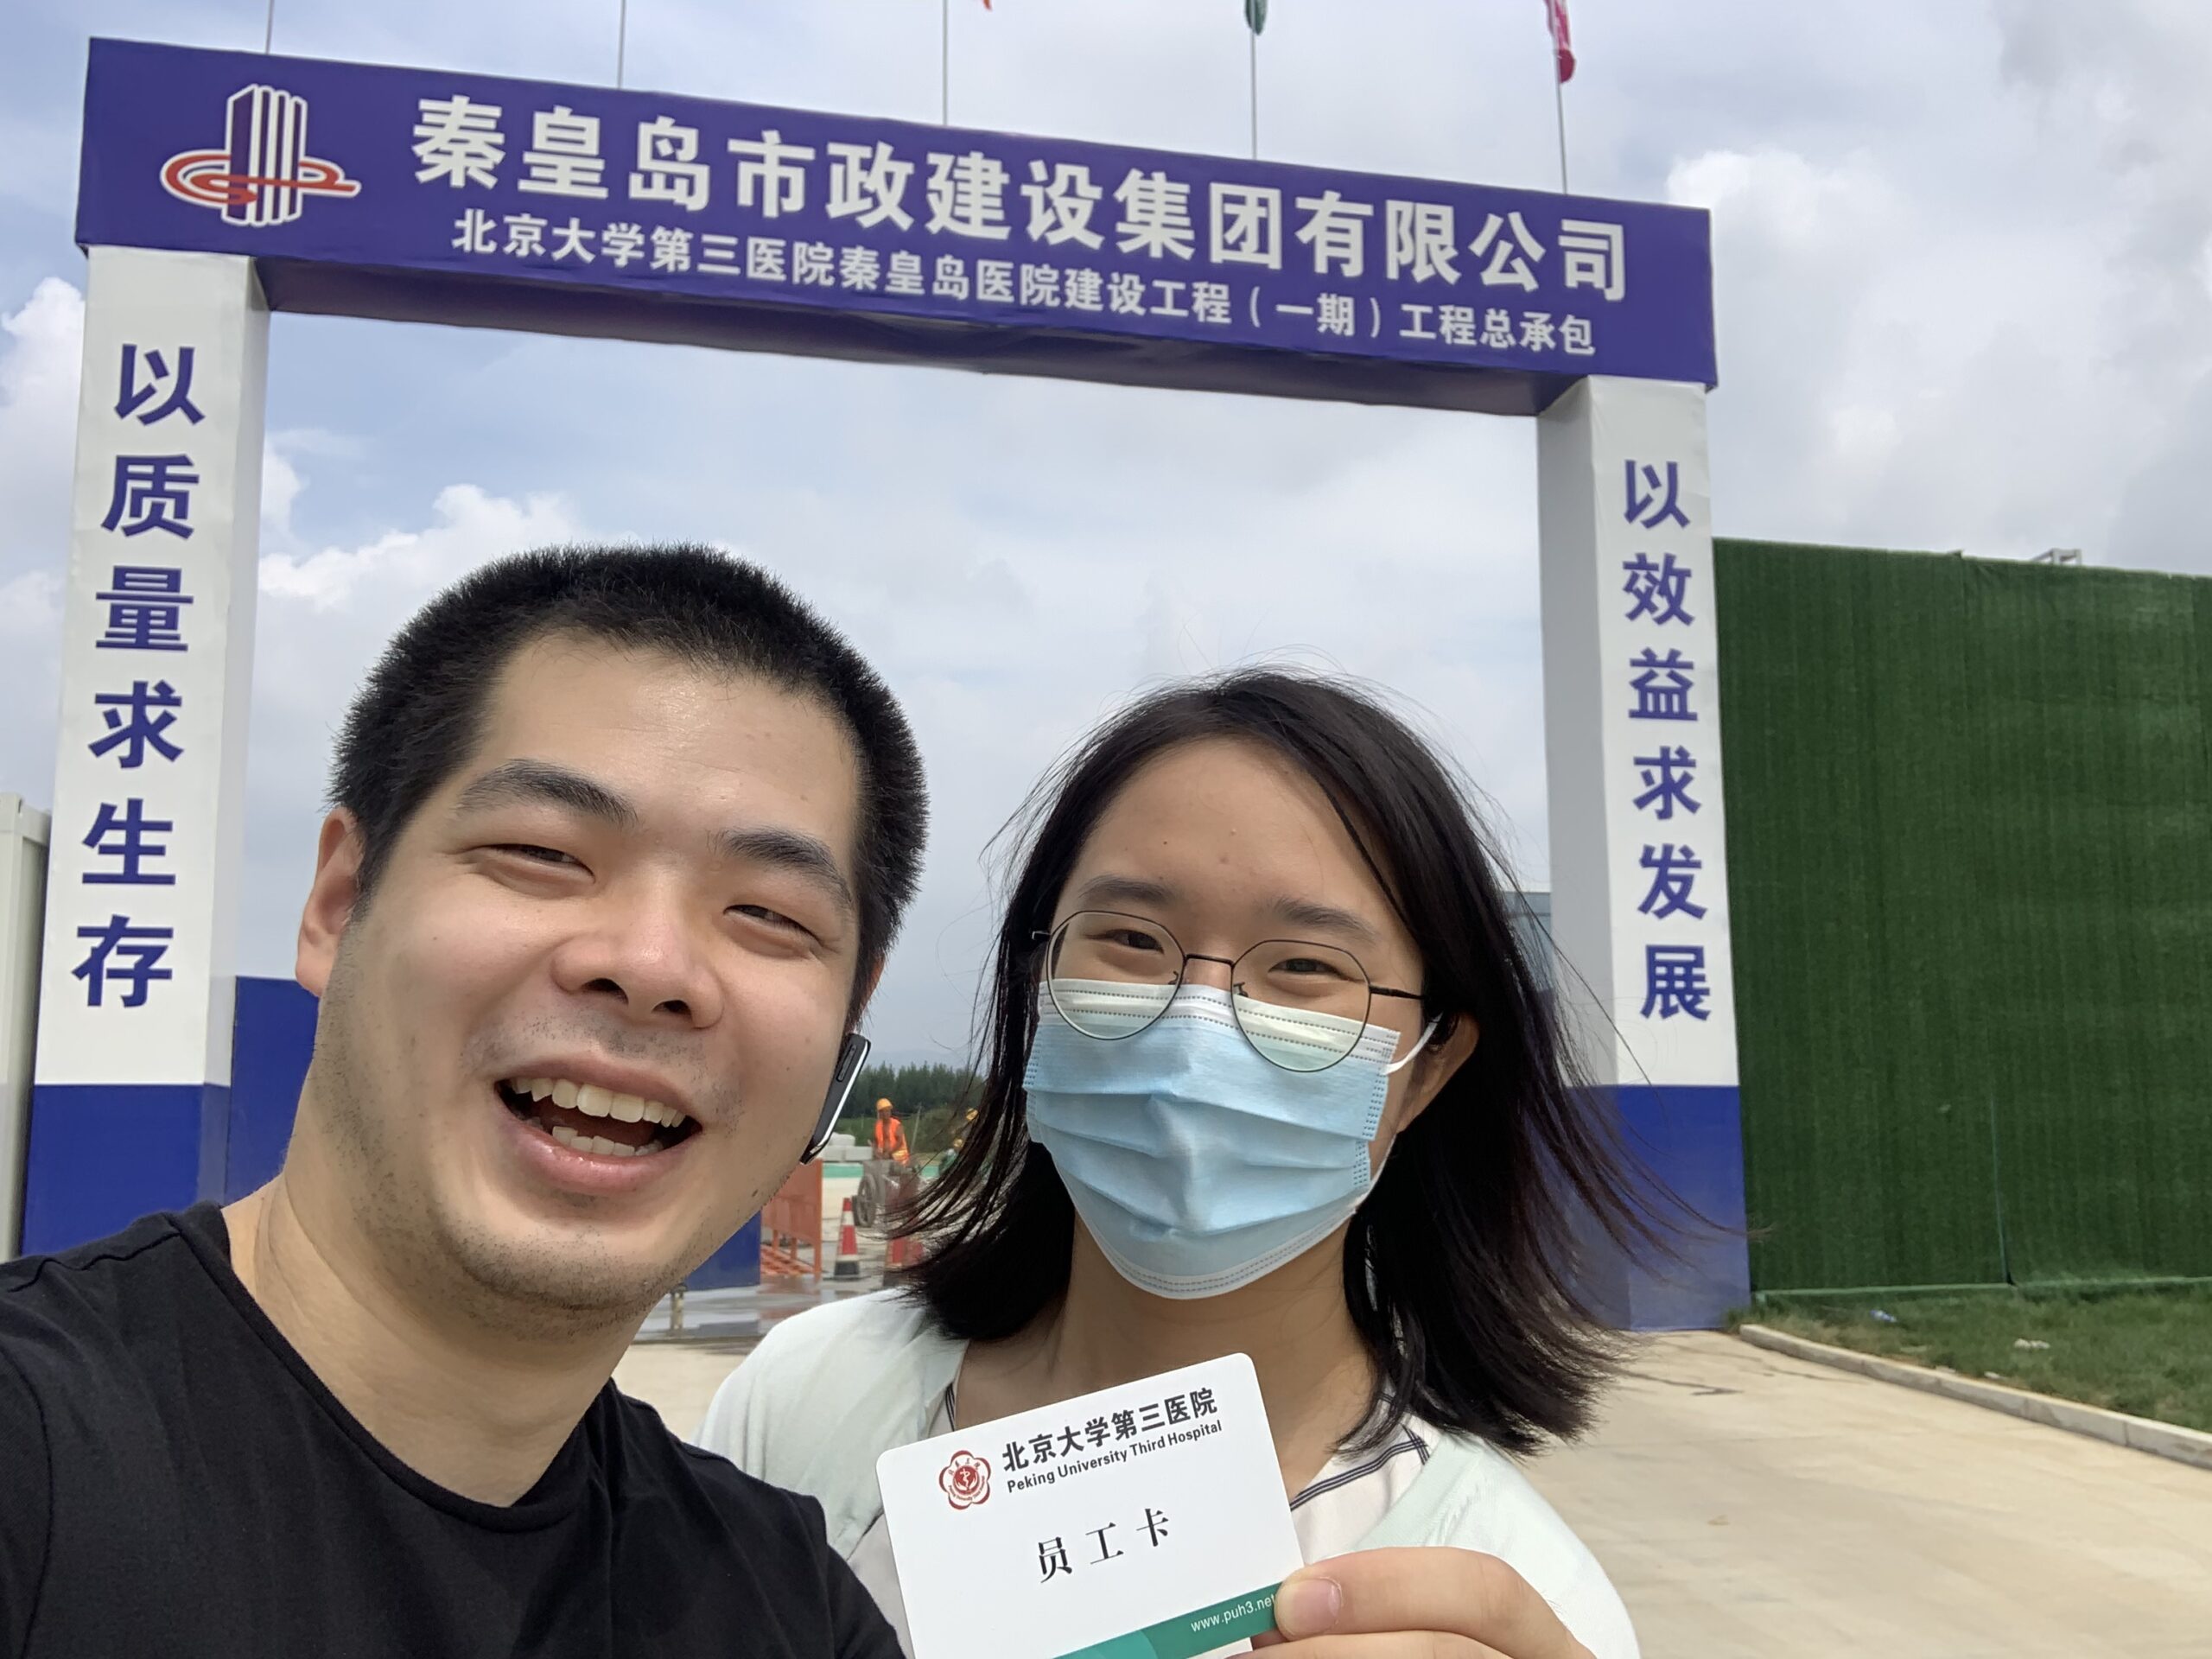 秦皇岛市政建设集团有限公司
北京大学第三医院秦皇岛医院建设工程（一期）工程总承包
以质量求生存
以效益求发展
北京大学第三医院
Peking University Third Hospital
员工卡
www.puh3.net